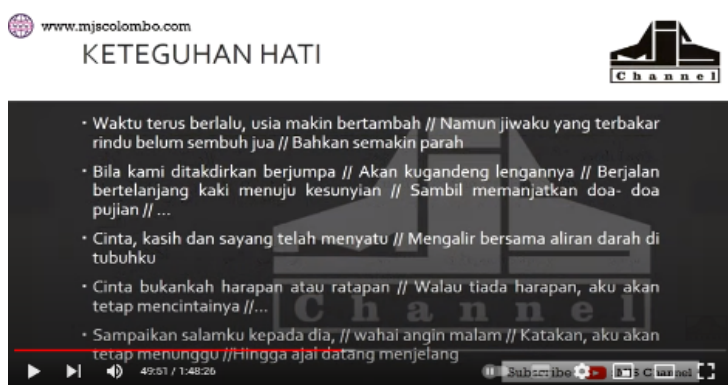 www.mjscolombo.com
KETEGUHAN HATI
Channel
• Waktu terus berlalu, usia makin bertambah // Namun jiwaku yang terbakar
rindu belum sembuh jua // Bahkan semakin parah
• Bila kami ditakdirkan berjumpa // Akan kugandeng lengannya // Berjalan
bertelanjang kaki menuju kesunyian // Sambil memanjatkan doa- doa
pujian // ...
• Cinta, kasih dan sayang telah menyatu // Mengalir bersama aliran darah di
tubuhku
• Cinta bukankah harapan atau ratapan // Walau tiada harapan, aku akan
tetap mencintainya //...
Channel
• Sampaikan salamku kepada dia, // wahai angin malam // Katakan, aku akan
tetap menunggu //Hingga ajal datang menjelang
49:51 / 1:48:26
Subscribe